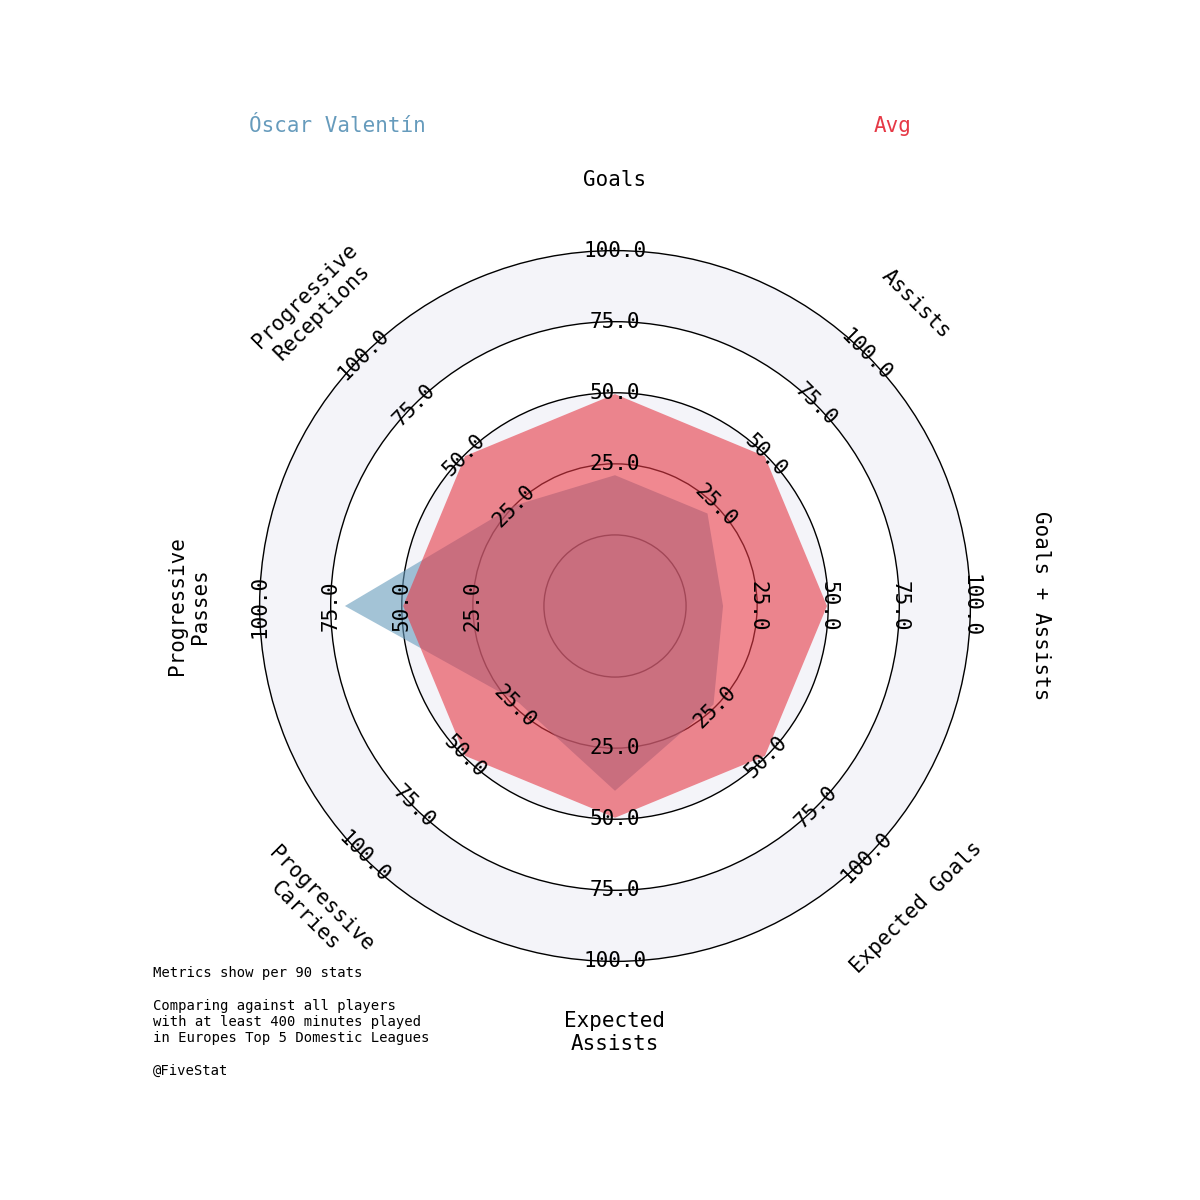 Óscar Valentín
Avg
Goals
Progressive
Receptions
Assists
100.0
75.0
50.0
25.0
100.0
75.0
50.0
25.0
100.0
75.0
50.0
25.0
Progressive
Passes
100.0
75.0
50.0
25.0
25.0
50.0
75.0
100.0
Goals + Assists
25.0
50.0
75.0
100.0
25.0
50.0
75.0
100.0
25.0
50.0
75.0
100.0
Progressive
Carries
Expected Goals
Expected
Assists
Metrics show per 90 stats
Comparing against all players
with at least 400 minutes played
in Europes Top 5 Domestic Leagues
@FiveStat